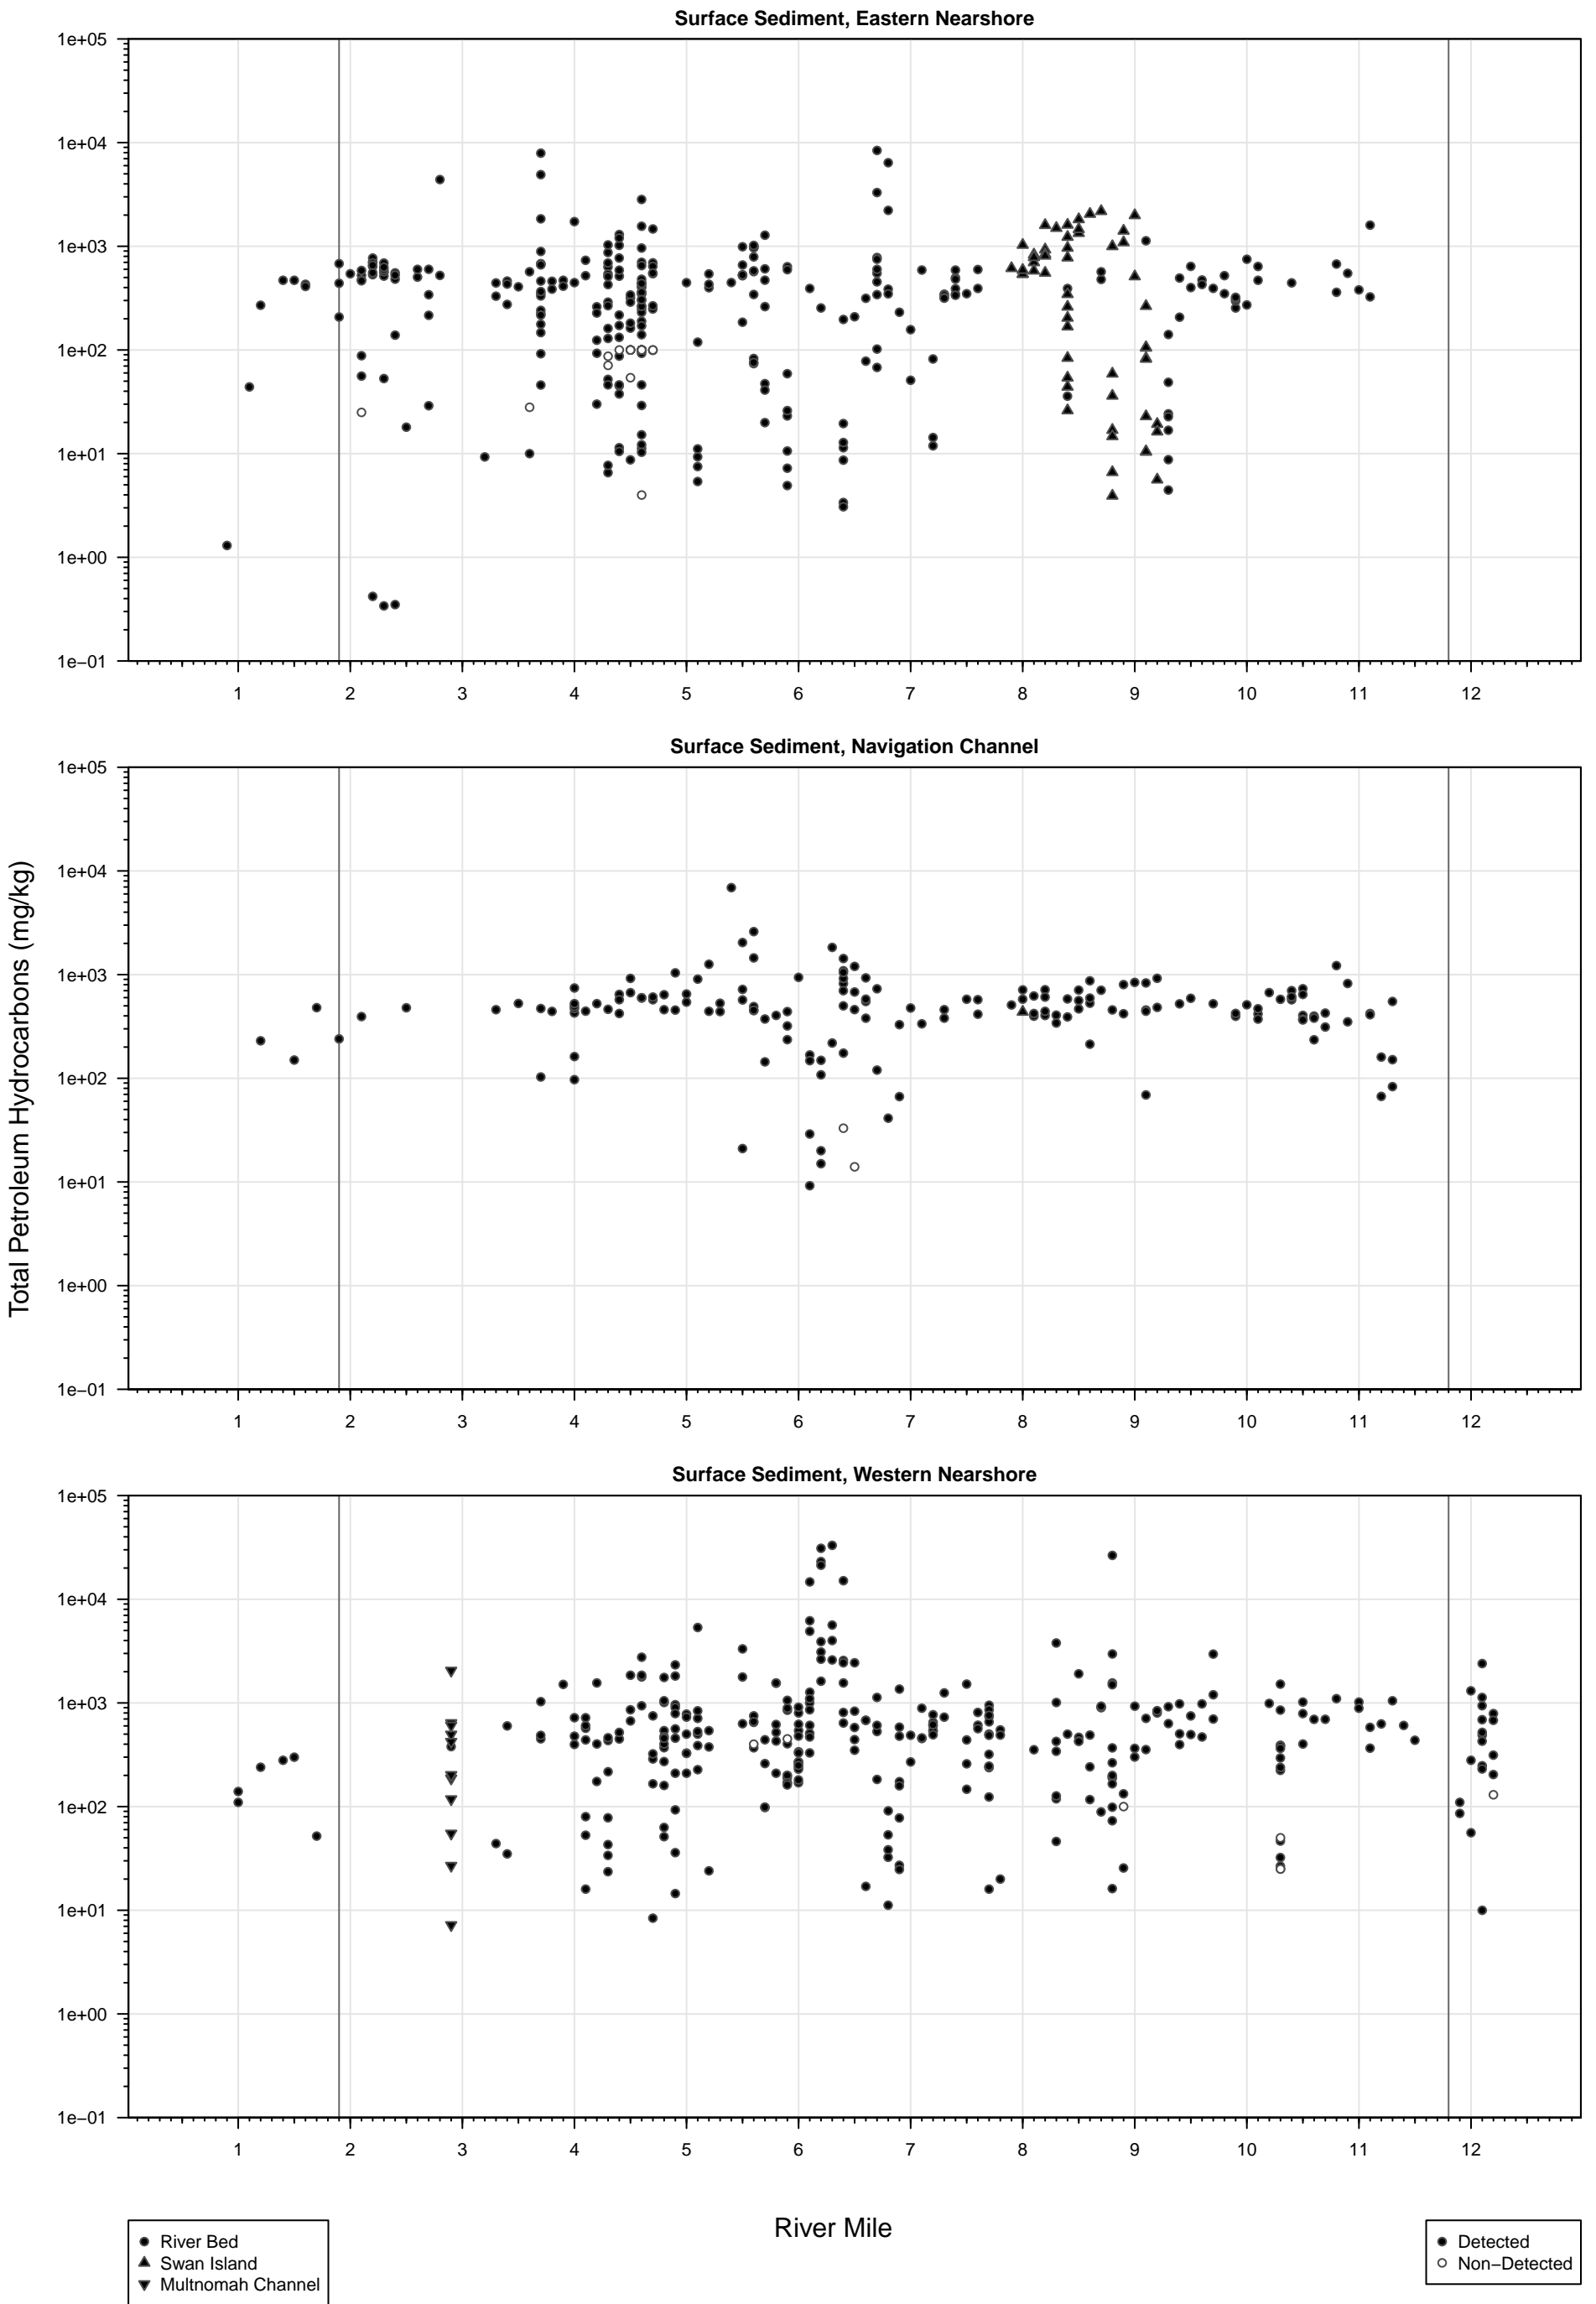 Surface Sediment, Eastern Nearshore
1e+05
1e+04
1e+03
1e+02
1e+01
1e+00
1e−01
1 2 3 4 5 6 7 8 9 10 11 12
Surface Sediment, Navigation Channel
Total Petroleum Hydrocarbons (mg/kg)
1e+05
1e+04
1e+03
1e+02
1e+01
1e+00
1e−01
1 2 3 4 5 6 7 8 9 10 11 12
Surface Sediment, Western Nearshore
1e+05
1e+04
1e+03
1e+02
1e+01
1e+00
1e−01
1 2 3 4 5 6 7 8 9 10 11 12
River Mile
River Bed
Swan Island
Multnomah Channel
Detected
Non−Detected